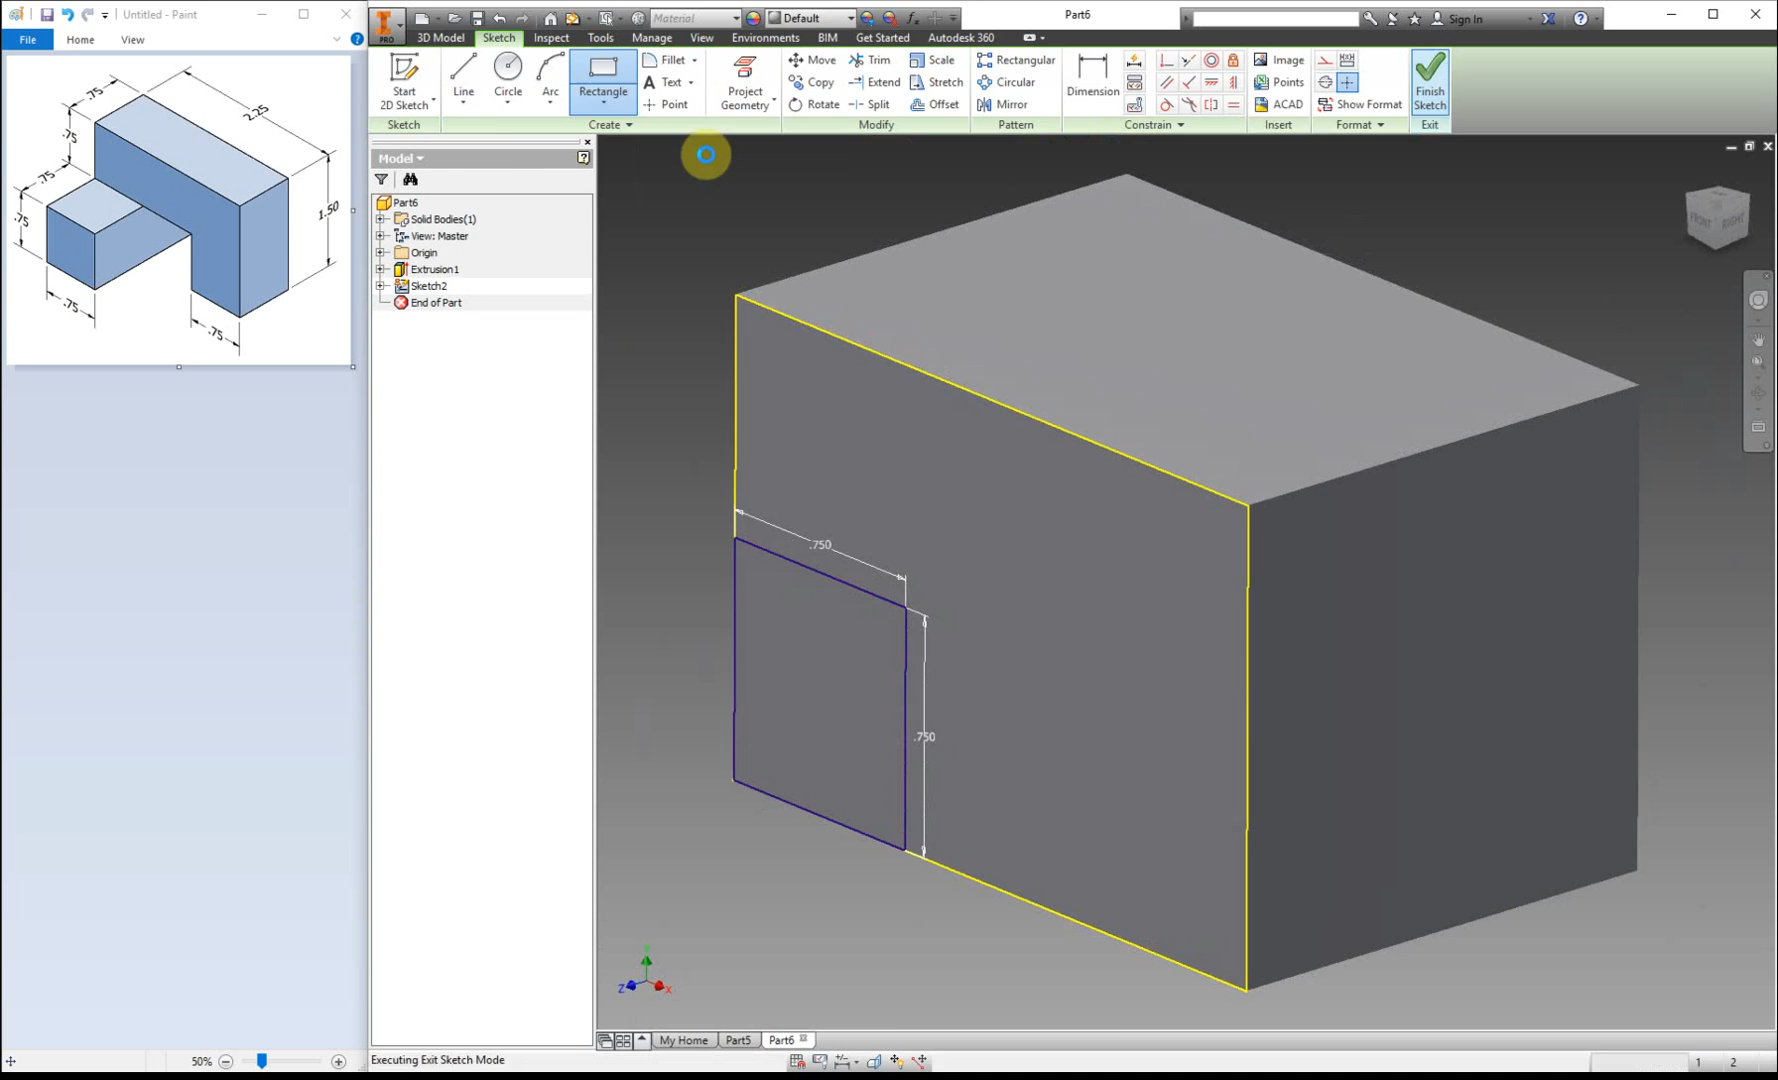 Untitled - Paint
File Home View
.75
2.25
.75
.75
.75
1.50
.75
.75
50%
PRO
Material
Default
Part6
Sign In
3D Model Sketch Inspect Tools Manage View Environments BIM Get Started Autodesk 360
Start
2D Sketch
Line
Circle
Arc
Rectangle
Fillet
Text
Point
Project
Geometry
Move
Copy
Rotate
Trim
Extend
Split
Scale
Stretch
Offset
Rectangular
Circular
Mirror
Dimension
Image
Points
ACAD
Show Format
Finish
Sketch
Sketch Create Modify Pattern Constrain Insert Format Exit
Model
Part6
Solid Bodies(1)
View: Master
Origin
Extrusion1
Sketch2
End of Part
FRONT RIGHT
.750
.750
Y
Z
X
My Home Part5 Part6
Executing Exit Sketch Mode
1 2